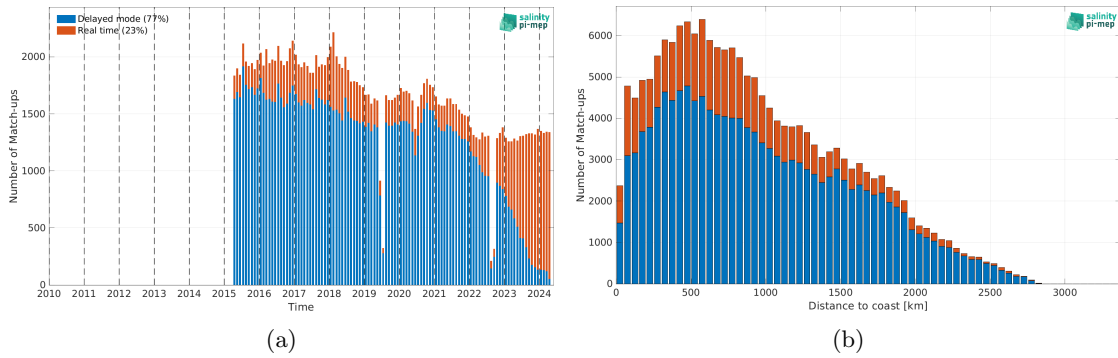 Delayed mode (77%)
Real time (23%)
salinity
pi-mep
2000
1500
1000
500
0
Number of Match-ups
2010 2011 2012 2013 2014 2015 2016 2017 2018 2019 2020 2021 2022 2023 2024
Time
(a)
salinity
pi-mep
6000
5000
4000
3000
2000
1000
0
Number of Match-ups
0 500 1000 1500 2000 2500 3000
Distance to coast [km]
(b)